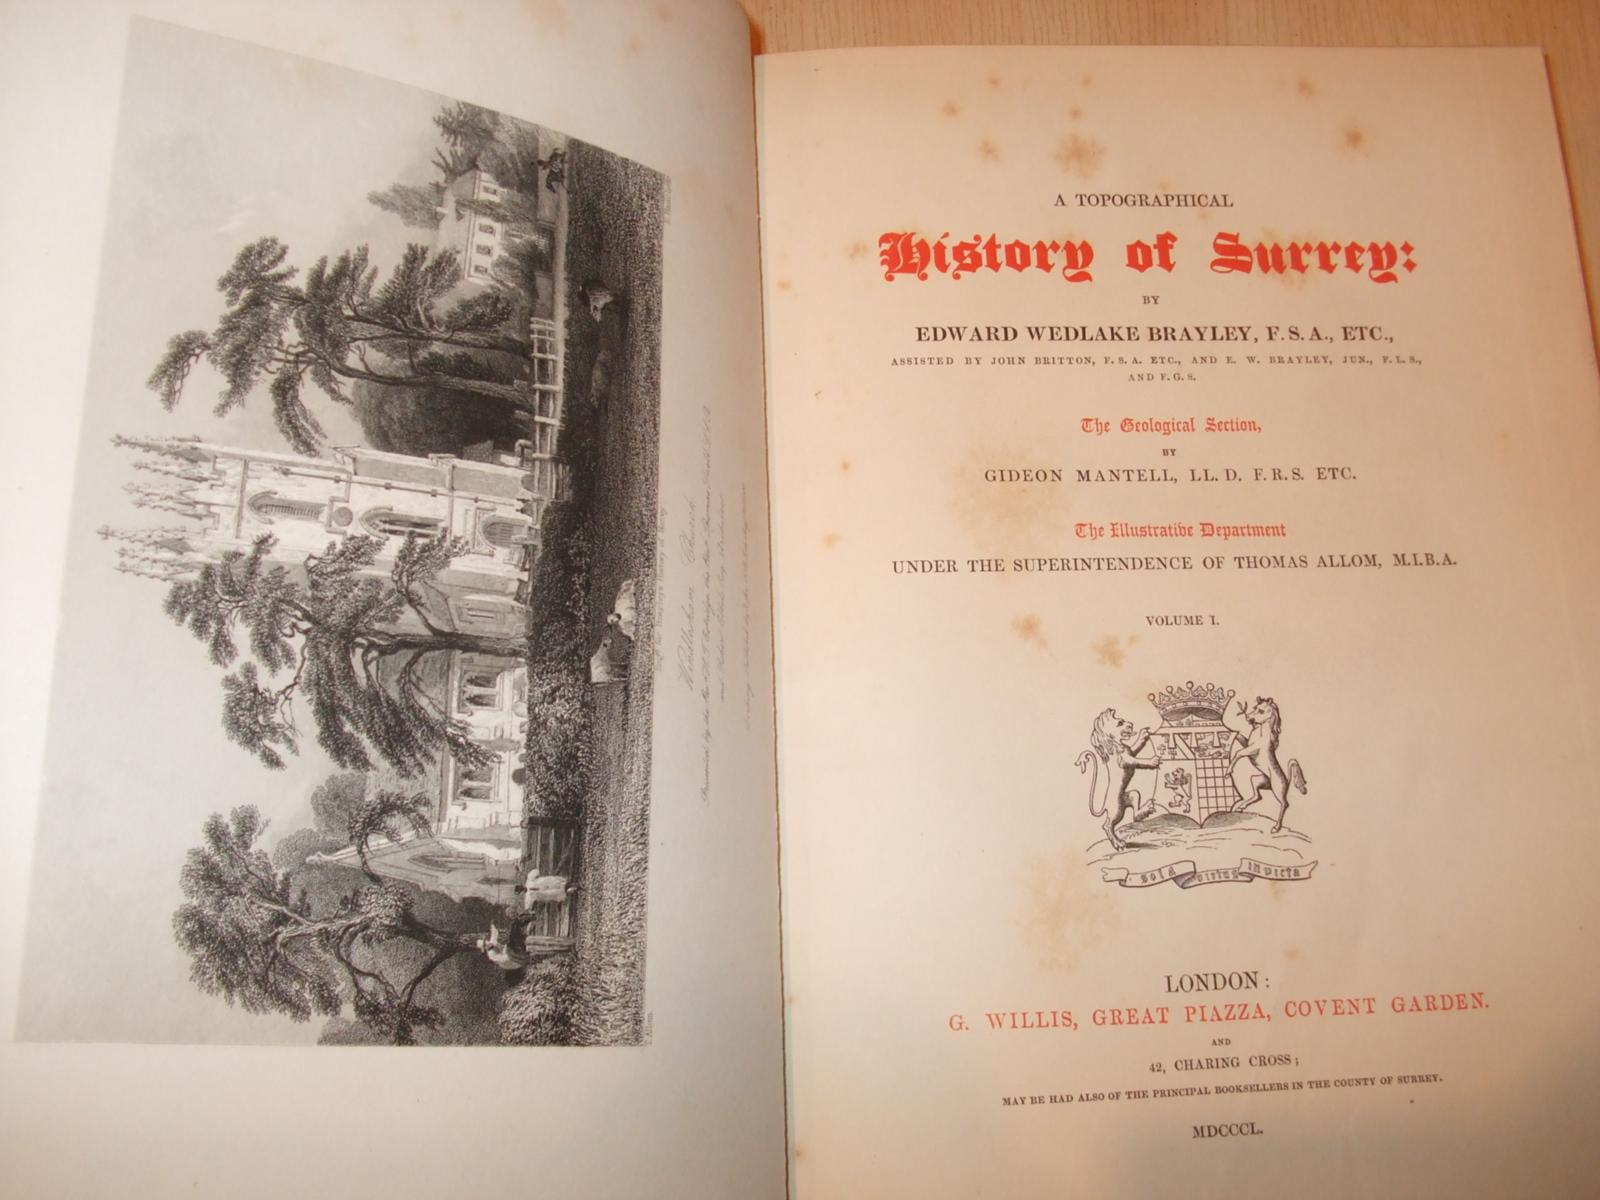 Windlesham Church.
A TOPOGRAPHICAL
History of Surrey:
BY
EDWARD WEDLAKE BRAYLEY, F.S.A., ETC.,
ASSISTED BY JOHN BRITTON, F.S.A. ETC., AND E. W. BRAYLEY, JUN., F.L.S.,
AND F.G.S.
The Geological Section,
BY
GIDEON MANTELL, LL.D. F.R.S. ETC.
The Illustrative Department
UNDER THE SUPERINTENDENCE OF THOMAS ALLOM, M.I.B.A.
VOLUME I.
Sola Virtus Invicta
LONDON:
G. WILLIS, GREAT PIAZZA, COVENT GARDEN.
AND
42, CHARING CROSS;
MAY BE HAD ALSO OF THE PRINCIPAL BOOKSELLERS IN THE COUNTY OF SURREY.
MDCCCL.